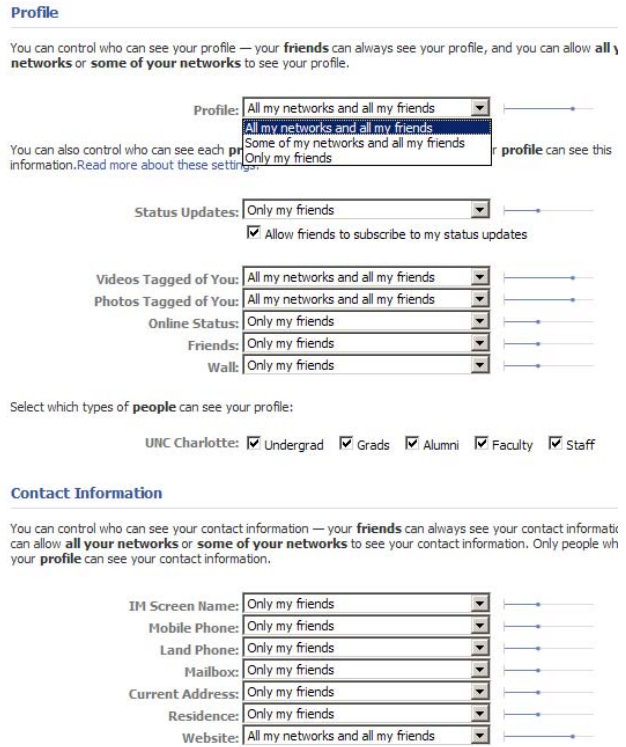 Profile
You can control who can see your profile — your friends can always see your profile, and you can allow all y
networks or some of your networks to see your profile.
Profile: All my networks and all my friends
All my networks and all my friends
Some of my networks and all my friends
Only my friends
You can also control who can see each pr r profile can see this
information.Read more about these settings.
Status Updates: Only my friends
Allow friends to subscribe to my status updates
Videos Tagged of You: All my networks and all my friends
Photos Tagged of You: All my networks and all my friends
Online Status: Only my friends
Friends: Only my friends
Wall: Only my friends
Select which types of people can see your profile:
UNC Charlotte: Undergrad Grads Alumni Faculty Staff
Contact Information
You can control who can see your contact information — your friends can always see your contact informatio
can allow all your networks or some of your networks to see your contact information. Only people wh
your profile can see your contact information.
IM Screen Name: Only my friends
Mobile Phone: Only my friends
Land Phone: Only my friends
Mailbox: Only my friends
Current Address: Only my friends
Residence: Only my friends
Website: All my networks and all my friends